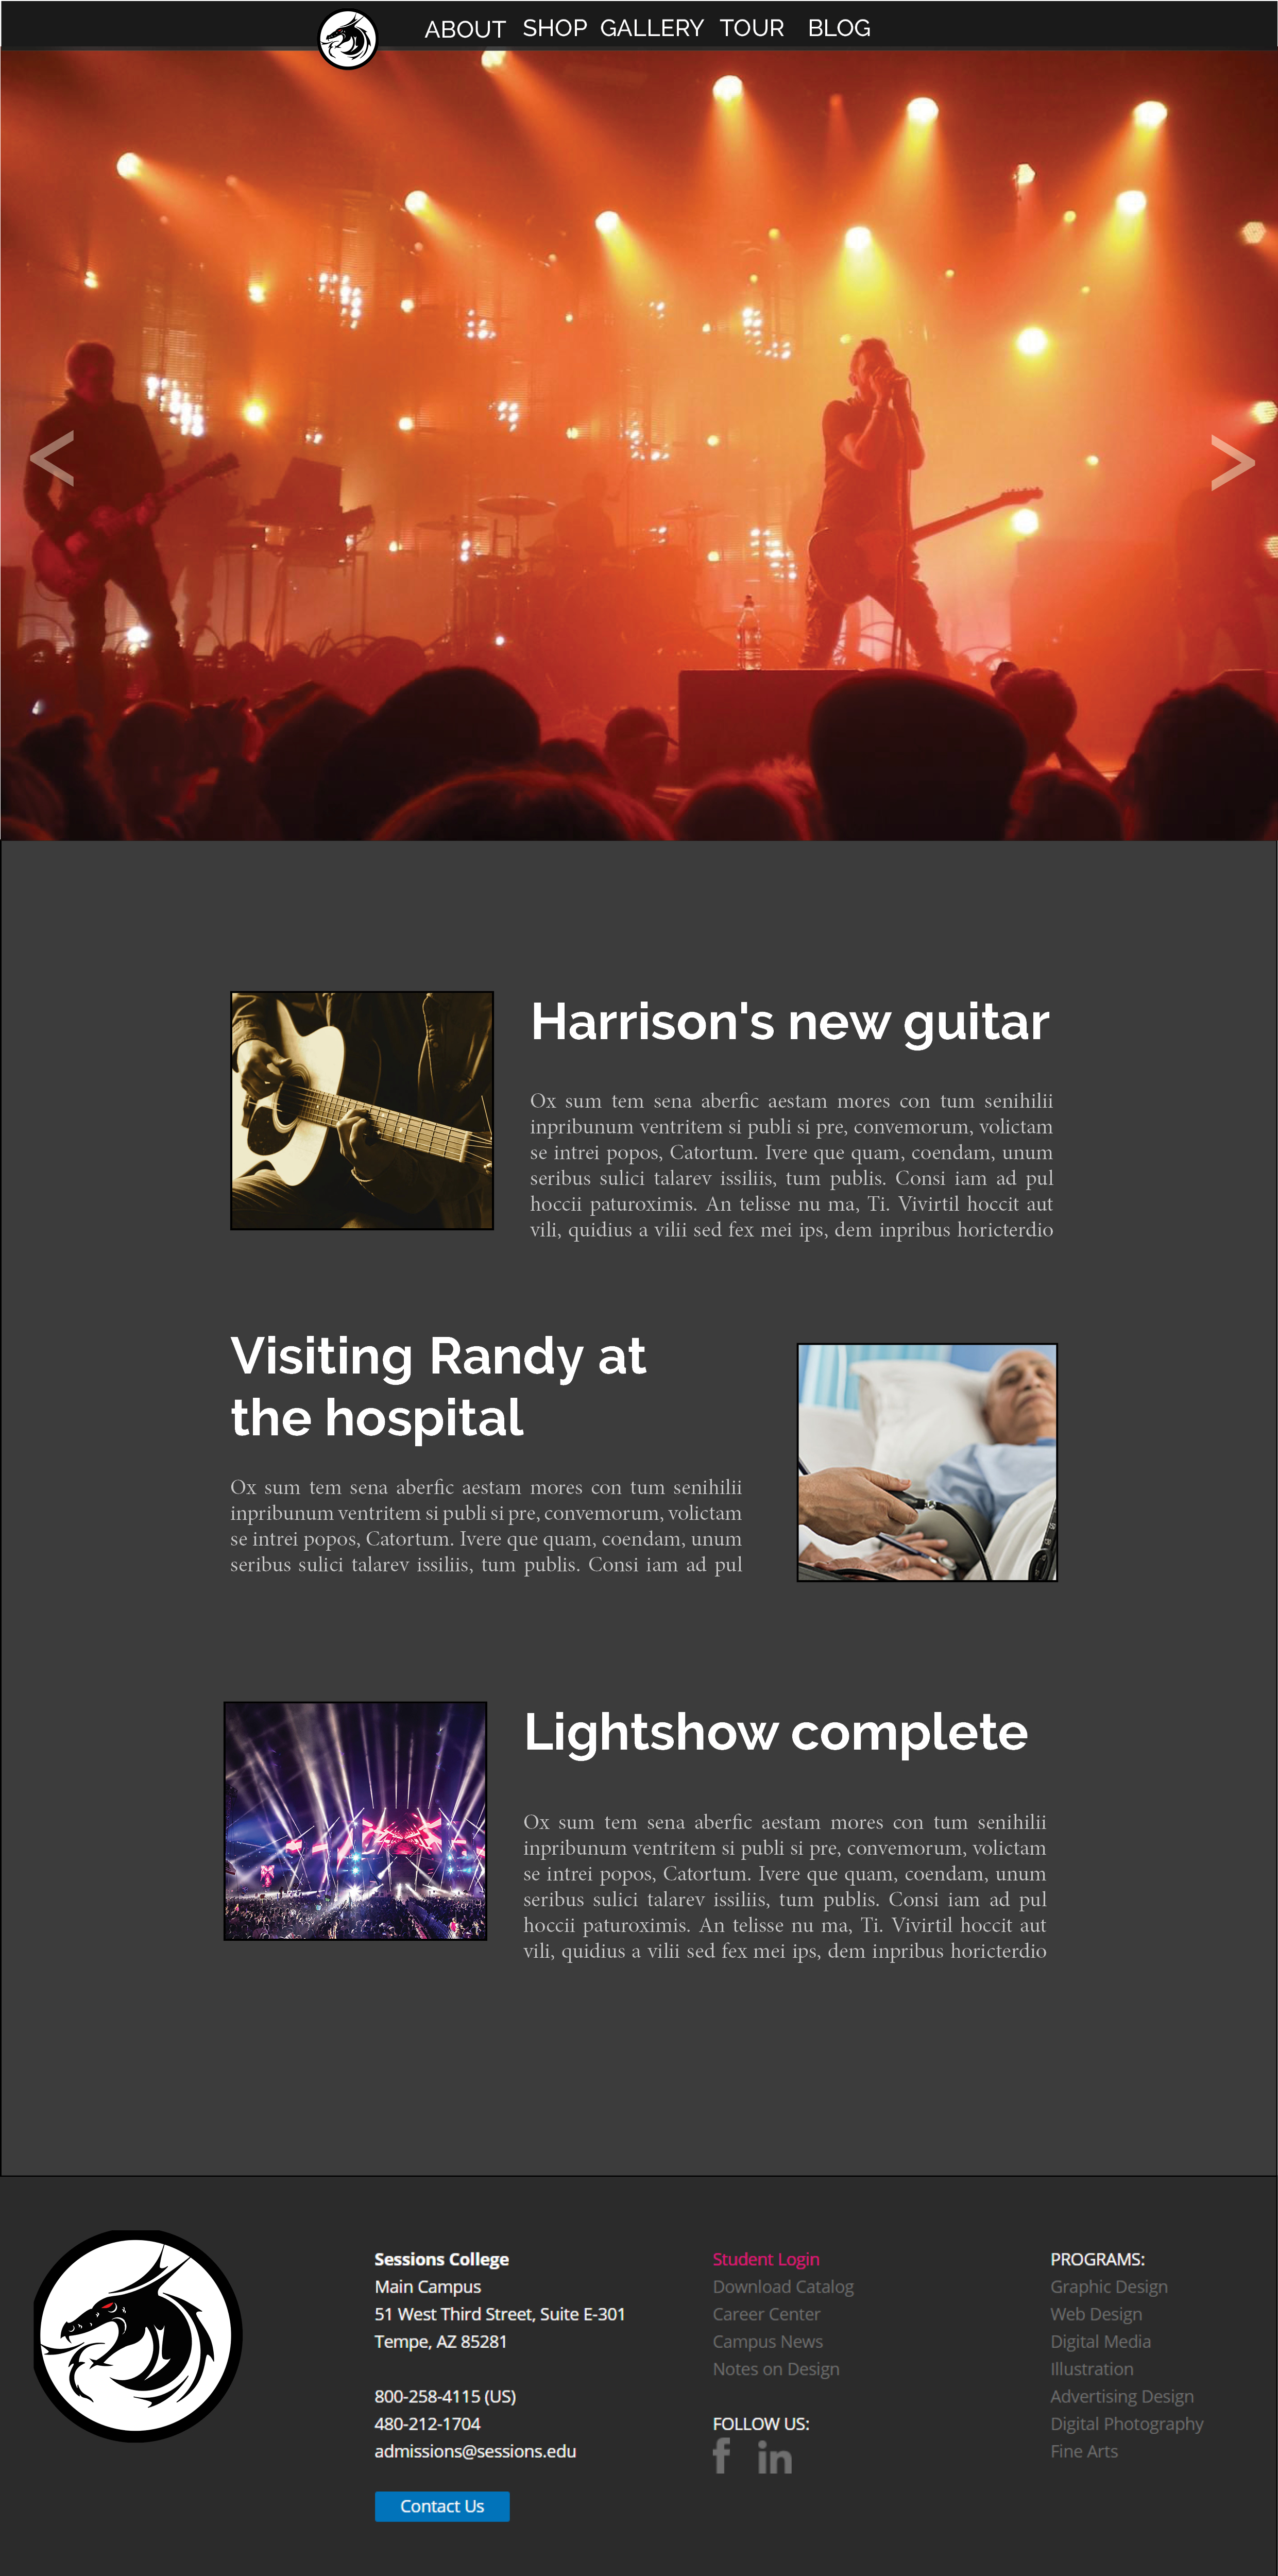 ABOUT SHOP GALLERY TOUR BLOG
< >
Harrison's new guitar
Ox sum tem sena aberfic aestam mores con tum senihilii
inpribunum ventritem si publi si pre, convemorum, volictam
se intrei popos, Catortum. Ivere que quam, coendam, unum
seribus sulici talarev issiliis, tum publis. Consi iam ad pul
hoccii paturoximis. An telisse nu ma, Ti. Vivirtil hoccit aut
vili, quidius a vilii sed fex mei ips, dem inpribus horicterdio
Visiting Randy at
the hospital
Ox sum tem sena aberfic aestam mores con tum senihilii
inpribunum ventritem si publi si pre, convemorum, volictam
se intrei popos, Catortum. Ivere que quam, coendam, unum
seribus sulici talarev issiliis, tum publis. Consi iam ad pul
Lightshow complete
Ox sum tem sena aberfic aestam mores con tum senihilii
inpribunum ventritem si publi si pre, convemorum, volictam
se intrei popos, Catortum. Ivere que quam, coendam, unum
seribus sulici talarev issiliis, tum publis. Consi iam ad pul
hoccii paturoximis. An telisse nu ma, Ti. Vivirtil hoccit aut
vili, quidius a vilii sed fex mei ips, dem inpribus horicterdio
Sessions College
Main Campus
51 West Third Street, Suite E-301
Tempe, AZ 85281
800-258-4115 (US)
480-212-1704
admissions@sessions.edu
Contact Us
Student Login
Download Catalog
Career Center
Campus News
Notes on Design
FOLLOW US:
f in
PROGRAMS:
Graphic Design
Web Design
Digital Media
Illustration
Advertising Design
Digital Photography
Fine Arts